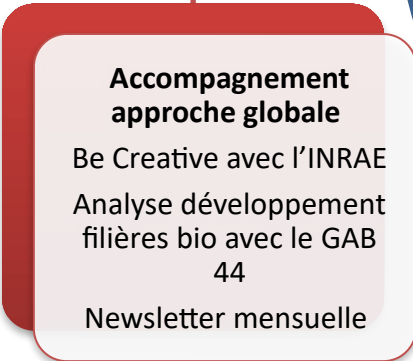 Accompagnement
approche globale
Be Creative avec l'INRAE
Analyse développement
filières bio avec le GAB
44
Newsletter mensuelle